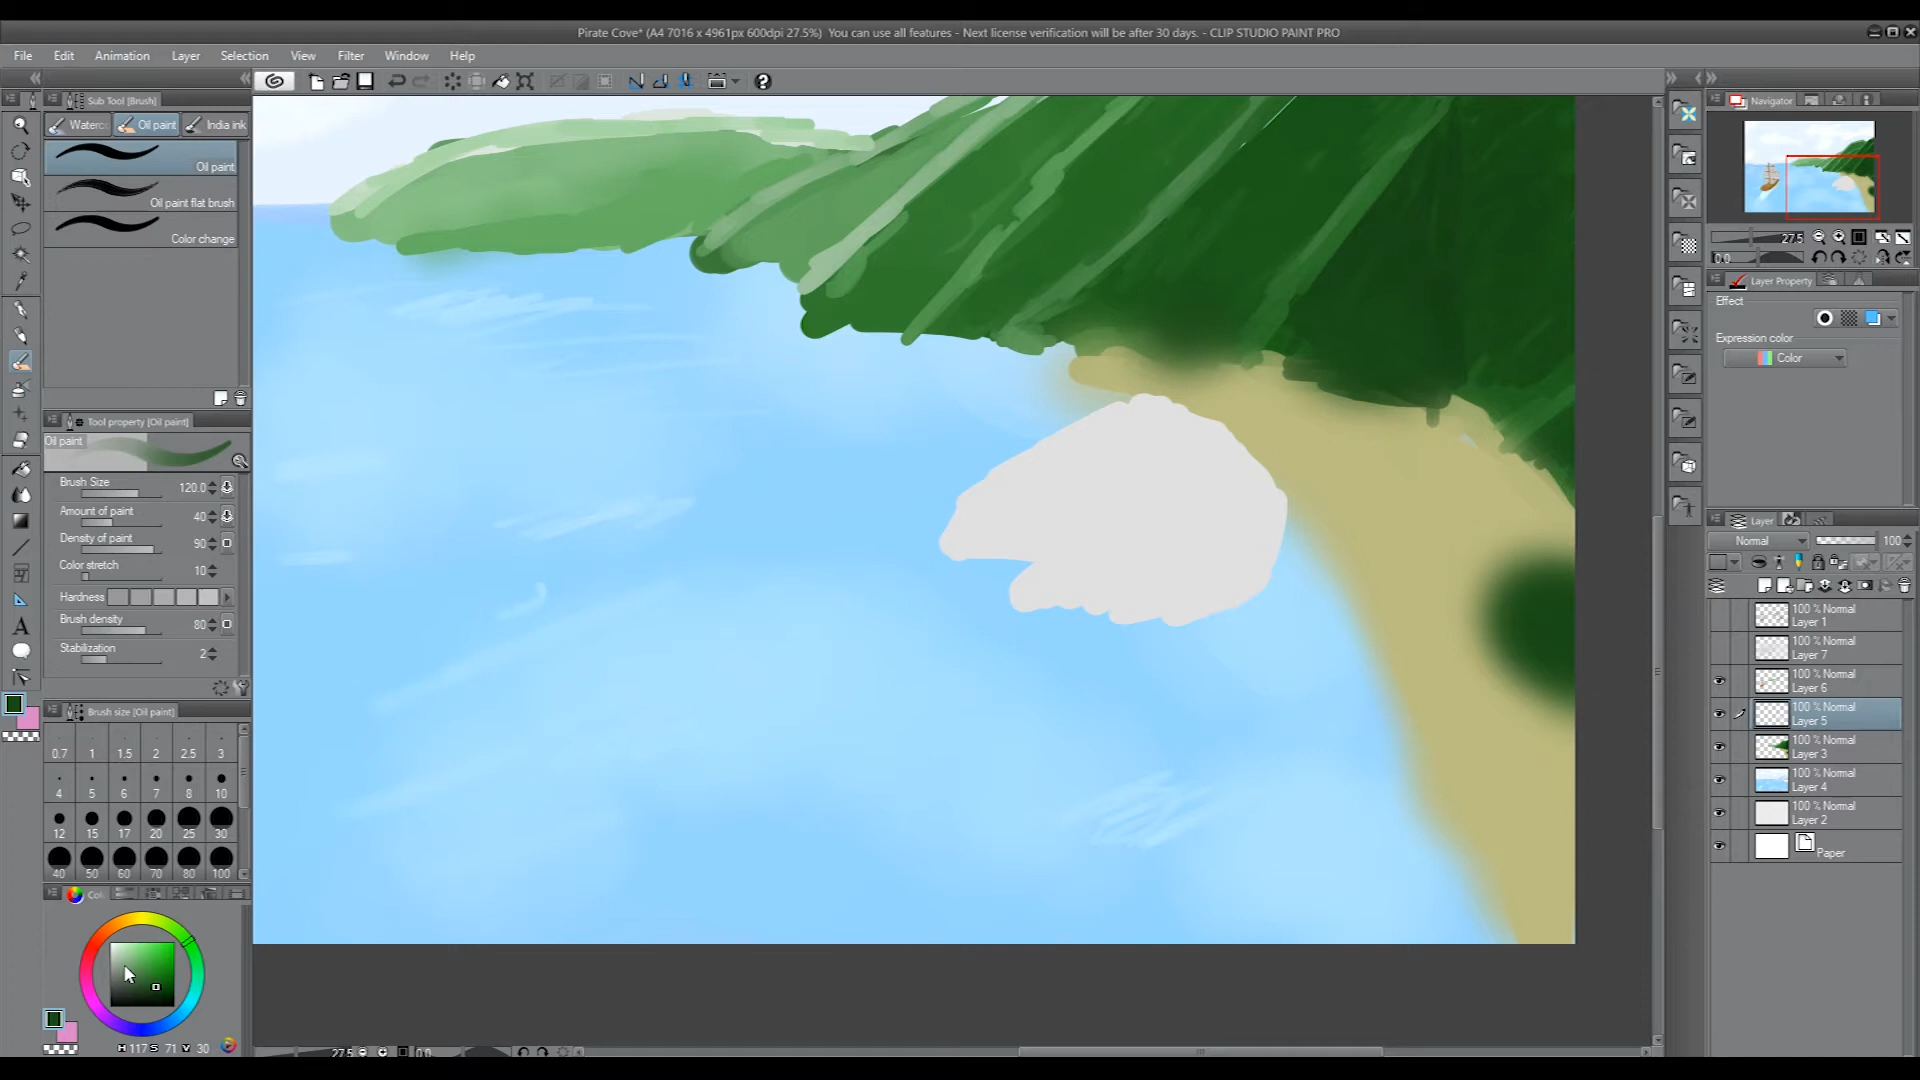 Pirate Cove* (A4 7016 x 4961px 600dpi 27.5%)  You can use all features - Next license verification will be after 30 days. - CLIP STUDIO PAINT PRO
File Edit Animation Layer Selection View Filter Window Help
Sub Tool [Brush]
Waterc Oil paint India ink
Oil paint
Oil paint flat brush
Color change
Tool property [Oil paint]
Oil paint
Brush Size 120.0
Amount of paint 40
Density of paint 90
Color stretch 10
Hardness
Brush density 80
Stabilization 2
Brush size [Oil paint]
0.7 1 1.5 2 2.5 3
4 5 6 7 8 10
12 15 17 20 25 30
40 50 60 70 80 100
Col
H 117 S 71 V 30
27.5 0.0
Navigator
27.5
0.0
Layer Property
Effect
Expression color
Color
Layer
Normal 100
100 % Normal
Layer 1
100 % Normal
Layer 7
100 % Normal
Layer 6
100 % Normal
Layer 5
100 % Normal
Layer 3
100 % Normal
Layer 4
100 % Normal
Layer 2
Paper